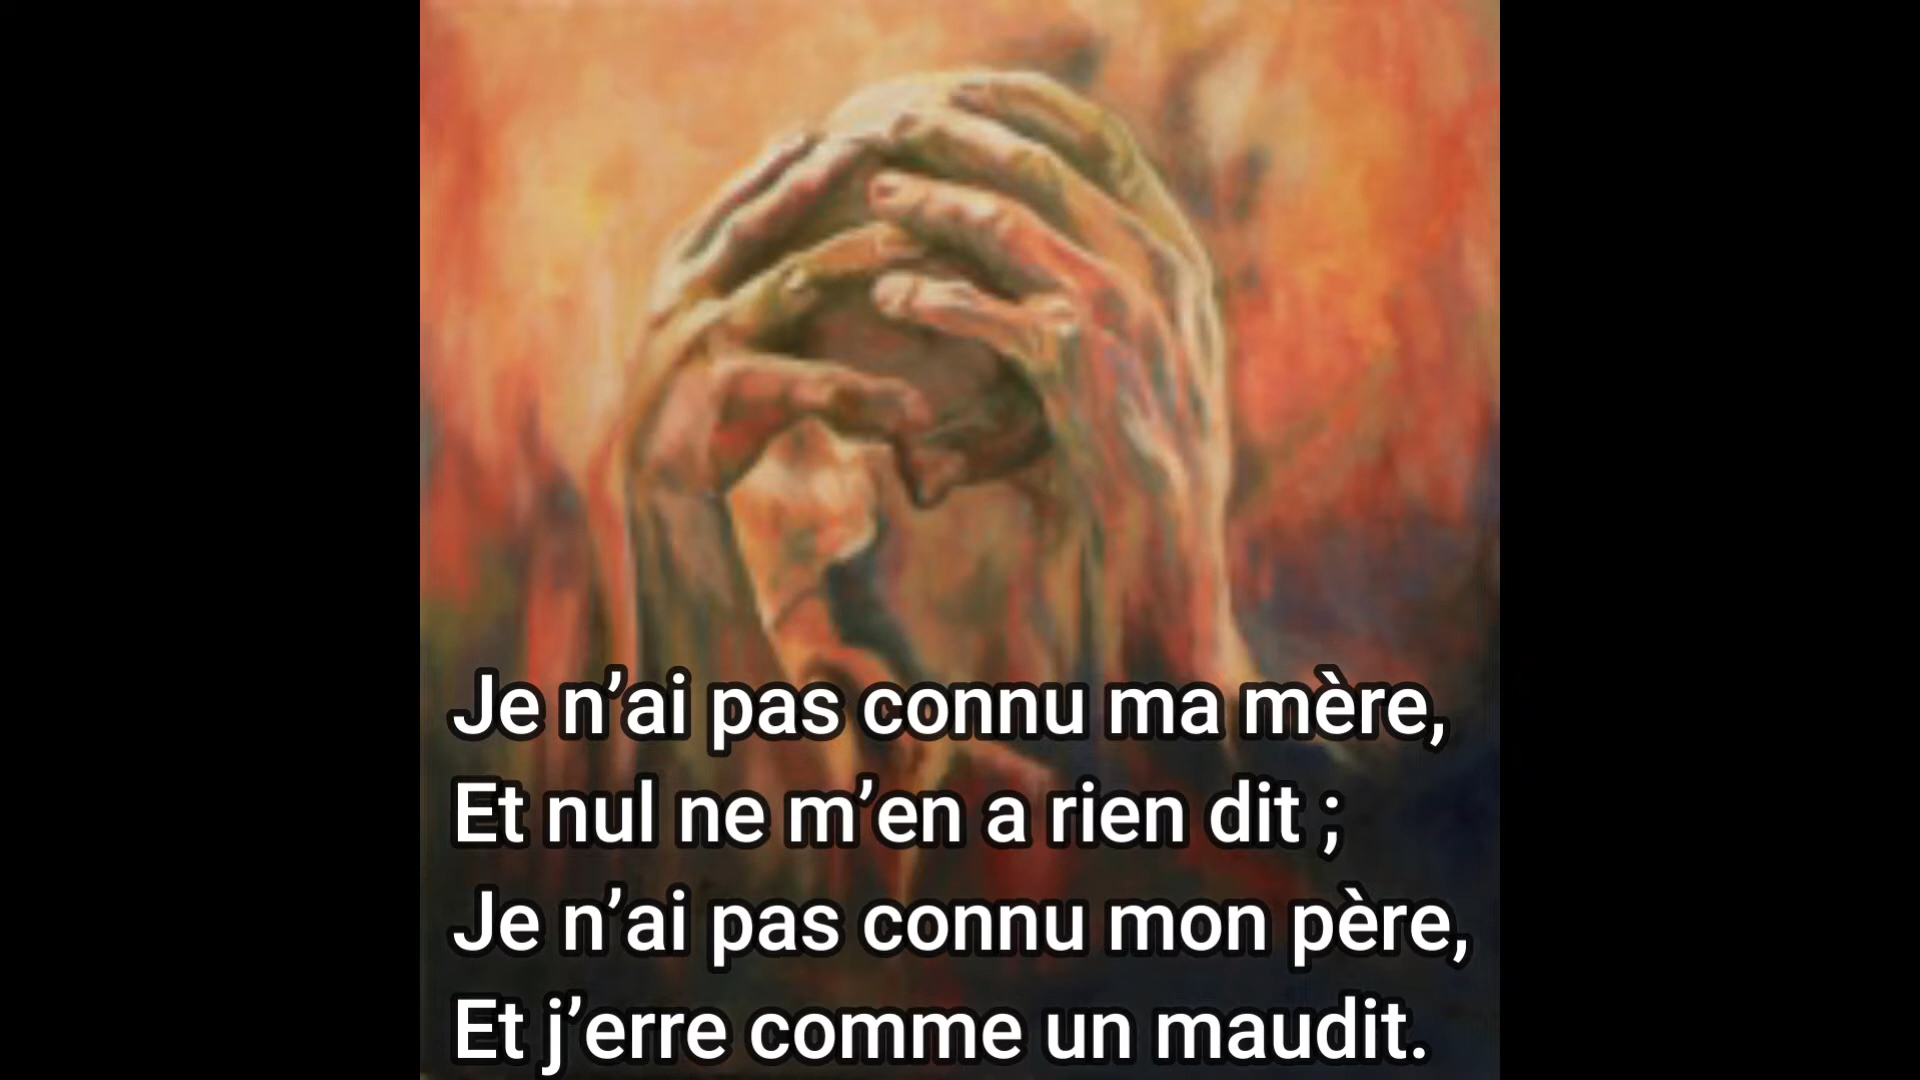 Je n’ai pas connu ma mère,
Et nul ne m’en a rien dit ;
Je n’ai pas connu mon père,
Et j’erre comme un maudit.